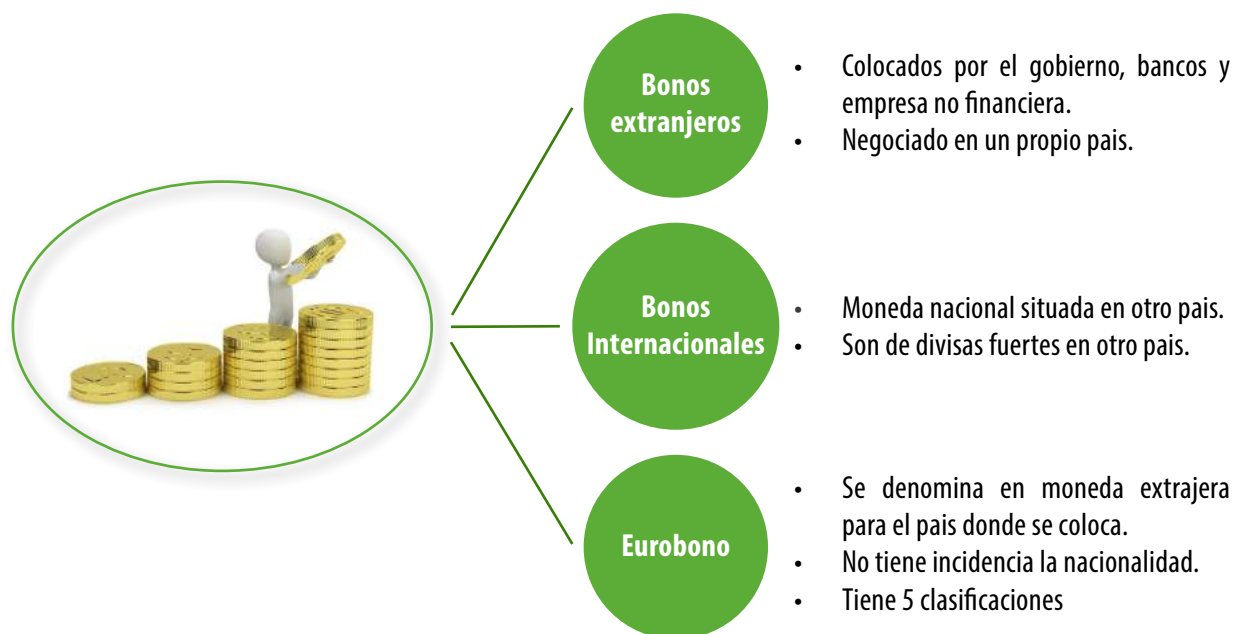 Bonos
extranjeros
• Colocados por el gobierno, bancos y
empresa no financiera.
• Negociado en un propio pais.
Bonos
Internacionales
• Moneda nacional situada en otro pais.
• Son de divisas fuertes en otro pais.
Eurobono
• Se denomina en moneda extrajera
para el pais donde se coloca.
• No tiene incidencia la nacionalidad.
• Tiene 5 clasificaciones